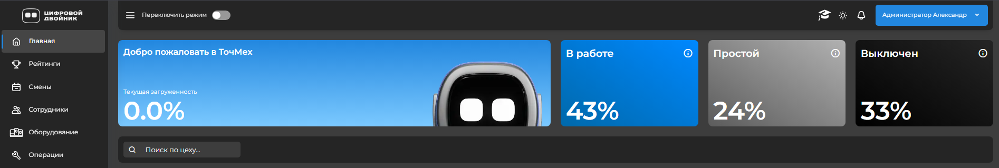 ЦИФРОВОЙ
ДВОЙНИК
Главная
Рейтинги
Смены
Сотрудники
Оборудование
Операции
Переключить режим
Администратор Александр
Добро пожаловать в ТочМех
Текущая загруженность
0.0%
В работе
43%
Простой
24%
Выключен
33%
Поиск по цеху...